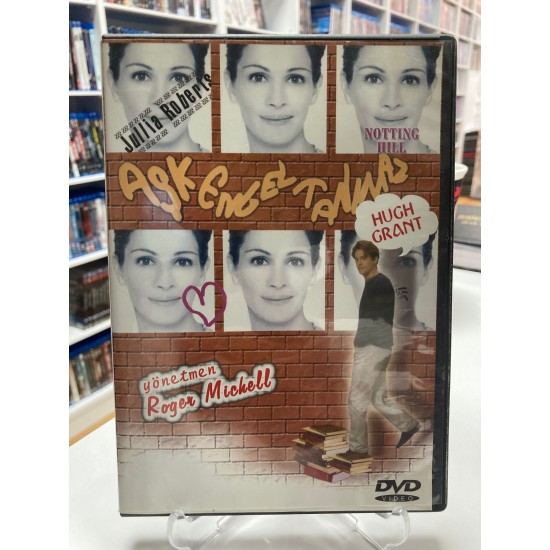 Julia Roberts
NOTTING
HILL
AŞK ENGEL TANIMAZ
HUGH
GRANT
yönetmen
Roger Michell
DVD
VIDEO